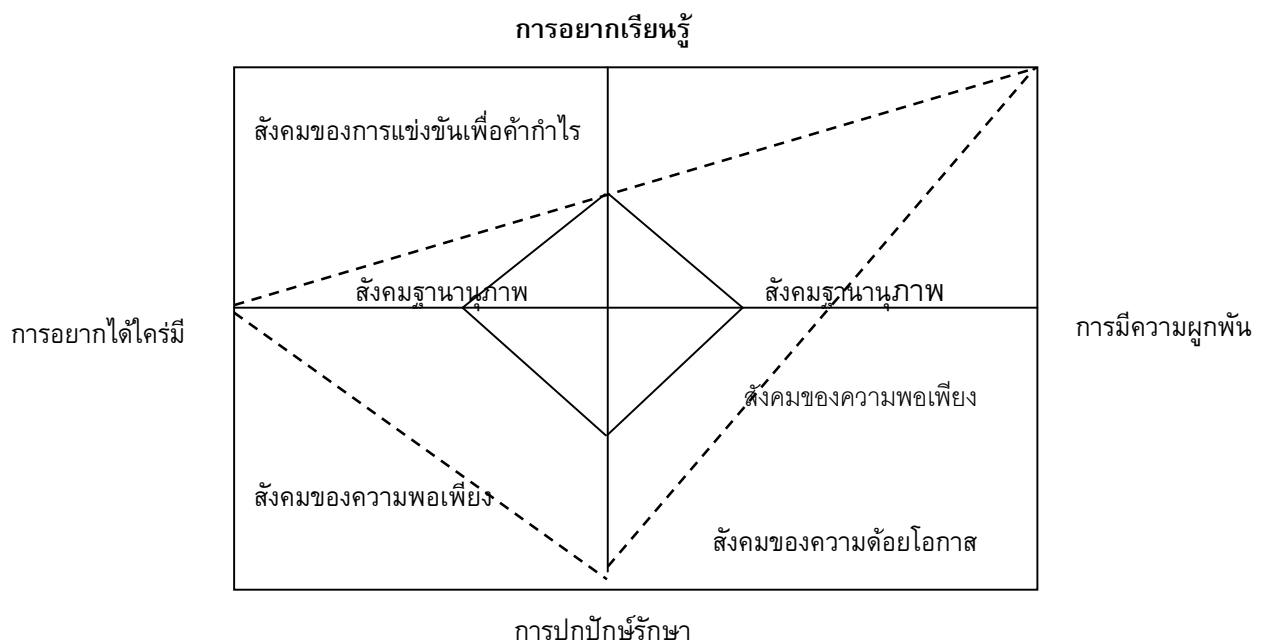 การอยากเรียนรู้
สังคมของการแข่งขันเพื่อค้ากำไร
สังคมฐานานุภาพ
สังคมฐานานุภาพ
การอยากได้ใคร่มี
การมีความผูกพัน
สังคมของความพอเพียง
สังคมของความพอเพียง
สังคมของความด้อยโอกาส
การปกปักษ์รักษา